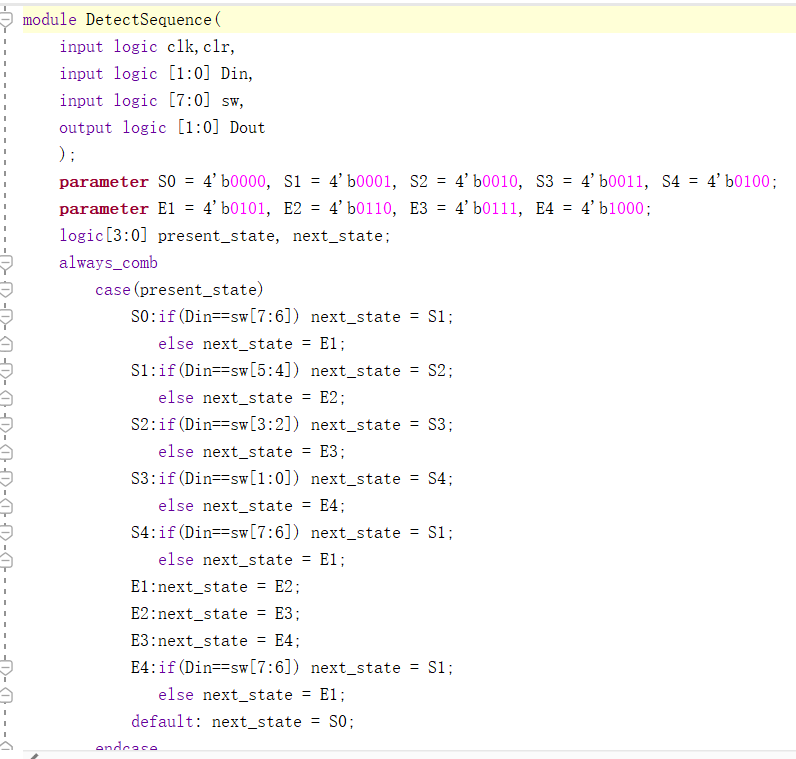 module DetectSequence(
input logic clk,clr,
input logic [1:0] Din,
input logic [7:0] sw,
output logic [1:0] Dout
);
parameter S0 = 4'b0000, S1 = 4'b0001, S2 = 4'b0010, S3 = 4'b0011, S4 = 4'b0100;
parameter E1 = 4'b0101, E2 = 4'b0110, E3 = 4'b0111, E4 = 4'b1000;
logic[3:0] present_state, next_state;
always_comb
case(present_state)
S0:if(Din==sw[7:6]) next_state = S1;
else next_state = E1;
S1:if(Din==sw[5:4]) next_state = S2;
else next_state = E2;
S2:if(Din==sw[3:2]) next_state = S3;
else next_state = E3;
S3:if(Din==sw[1:0]) next_state = S4;
else next_state = E4;
S4:if(Din==sw[7:6]) next_state = S1;
else next_state = E1;
E1:next_state = E2;
E2:next_state = E3;
E3:next_state = E4;
E4:if(Din==sw[7:6]) next_state = S1;
else next_state = E1;
default: next_state = S0;
endcase